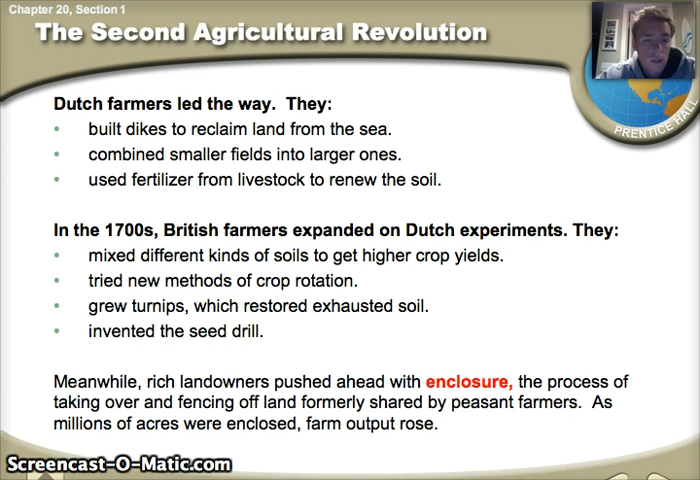 Chapter 20, Section 1
The Second Agricultural Revolution
PRENTICE HALL
Dutch farmers led the way. They:
• built dikes to reclaim land from the sea.
• combined smaller fields into larger ones.
• used fertilizer from livestock to renew the soil.
In the 1700s, British farmers expanded on Dutch experiments. They:
• mixed different kinds of soils to get higher crop yields.
• tried new methods of crop rotation.
• grew turnips, which restored exhausted soil.
• invented the seed drill.
Meanwhile, rich landowners pushed ahead with enclosure, the process of
taking over and fencing off land formerly shared by peasant farmers. As
millions of acres were enclosed, farm output rose.
Screencast-O-Matic.com